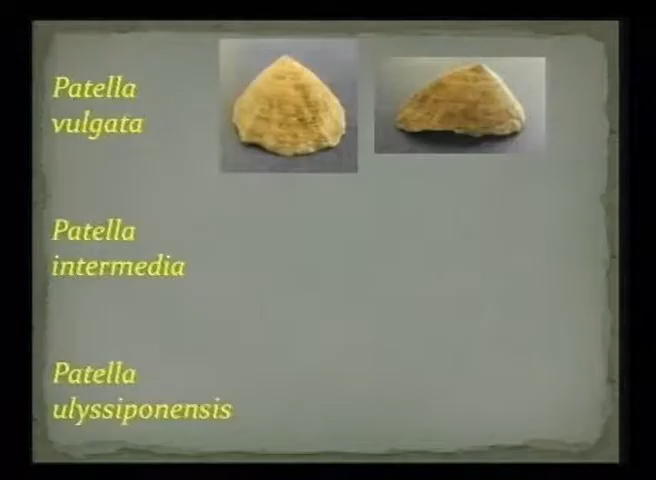 Patella
vulgata
Patella
intermedia
Patella
ulyssiponensis